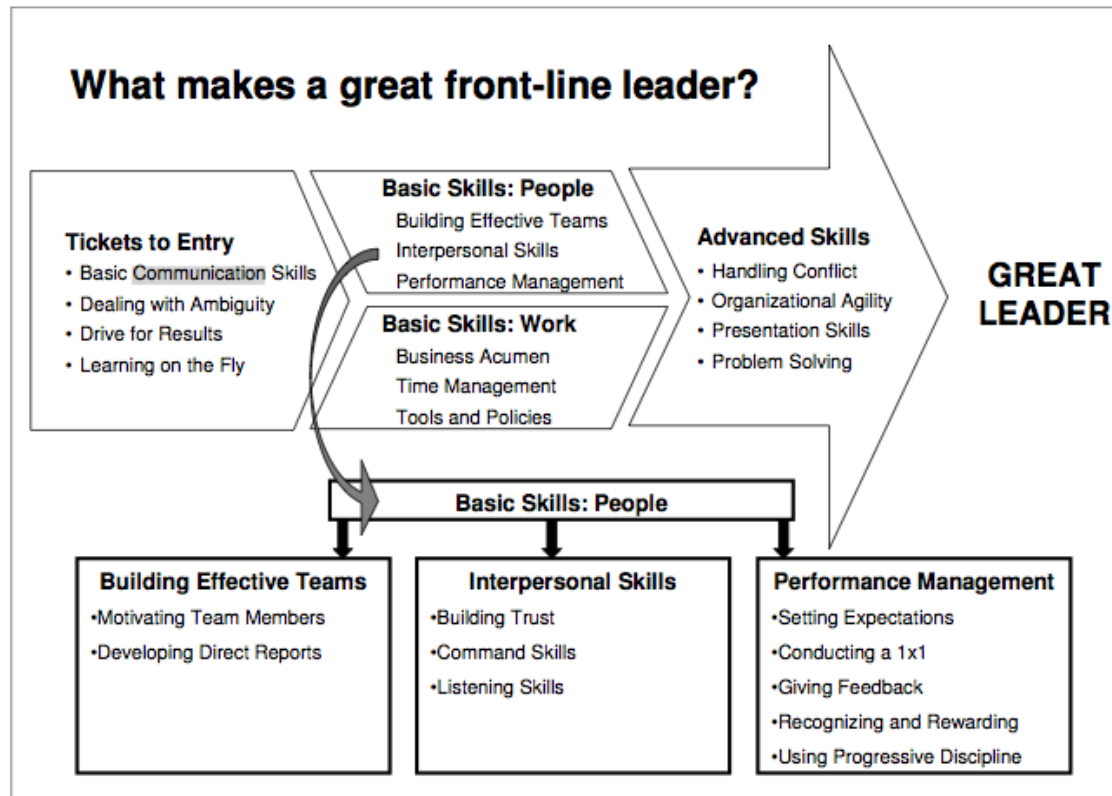 What makes a great front-line leader?
Tickets to Entry
• Basic Communication Skills
• Dealing with Ambiguity
• Drive for Results
• Learning on the Fly
Basic Skills: People
Building Effective Teams
Interpersonal Skills
Performance Management
Basic Skills: Work
Business Acumen
Time Management
Tools and Policies
Advanced Skills
• Handling Conflict
• Organizational Agility
• Presentation Skills
• Problem Solving
GREAT
LEADER
Basic Skills: People
Building Effective Teams
•Motivating Team Members
•Developing Direct Reports
Interpersonal Skills
•Building Trust
•Command Skills
•Listening Skills
Performance Management
•Setting Expectations
•Conducting a 1x1
•Giving Feedback
•Recognizing and Rewarding
•Using Progressive Discipline